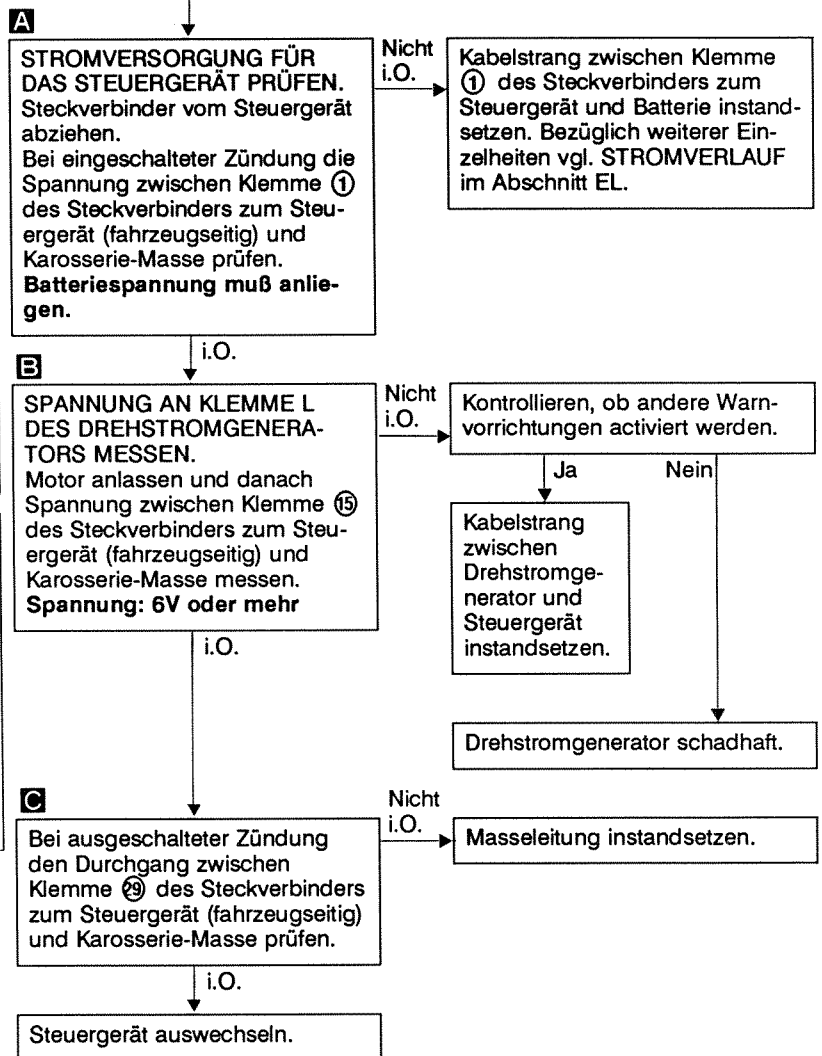 A
STROMVERSORGUNG FÜR
DAS STEUERGERÄT PRÜFEN.
Steckverbinder vom Steuergerät
abziehen.
Bei eingeschalteter Zündung die
Spannung zwischen Klemme ①
des Steckverbinders zum Steu-
ergerät (fahrzeugseitig) und
Karosserie-Masse prüfen.
Batteriespannung muß anlie-
gen.
Nicht
i.O.
Kabelstrang zwischen Klemme
① des Steckverbinders zum
Steuergerät und Batterie instand-
setzen. Bezüglich weiterer Ein-
zelheiten vgl. STROMVERLAUF
im Abschnitt EL.
i.O.
B
SPANNUNG AN KLEMME L
DES DREHSTROMGENERA-
TORS MESSEN.
Motor anlassen und danach
Spannung zwischen Klemme ⑮
des Steckverbinders zum Steu-
ergerät (fahrzeugseitig) und
Karosserie-Masse messen.
Spannung: 6V oder mehr
Nicht
i.O.
Kontrollieren, ob andere Warn-
vorrichtungen activiert werden.
Ja
Nein
Kabelstrang
zwischen
Drehstromge-
nerator und
Steuergerät
instandsetzen.
Drehstromgenerator schadhaft.
i.O.
C
Bei ausgeschalteter Zündung
den Durchgang zwischen
Klemme ㉙ des Steckverbinders
zum Steuergerät (fahrzeugseitig)
und Karosserie-Masse prüfen.
Nicht
i.O.
Masseleitung instandsetzen.
i.O.
Steuergerät auswechseln.